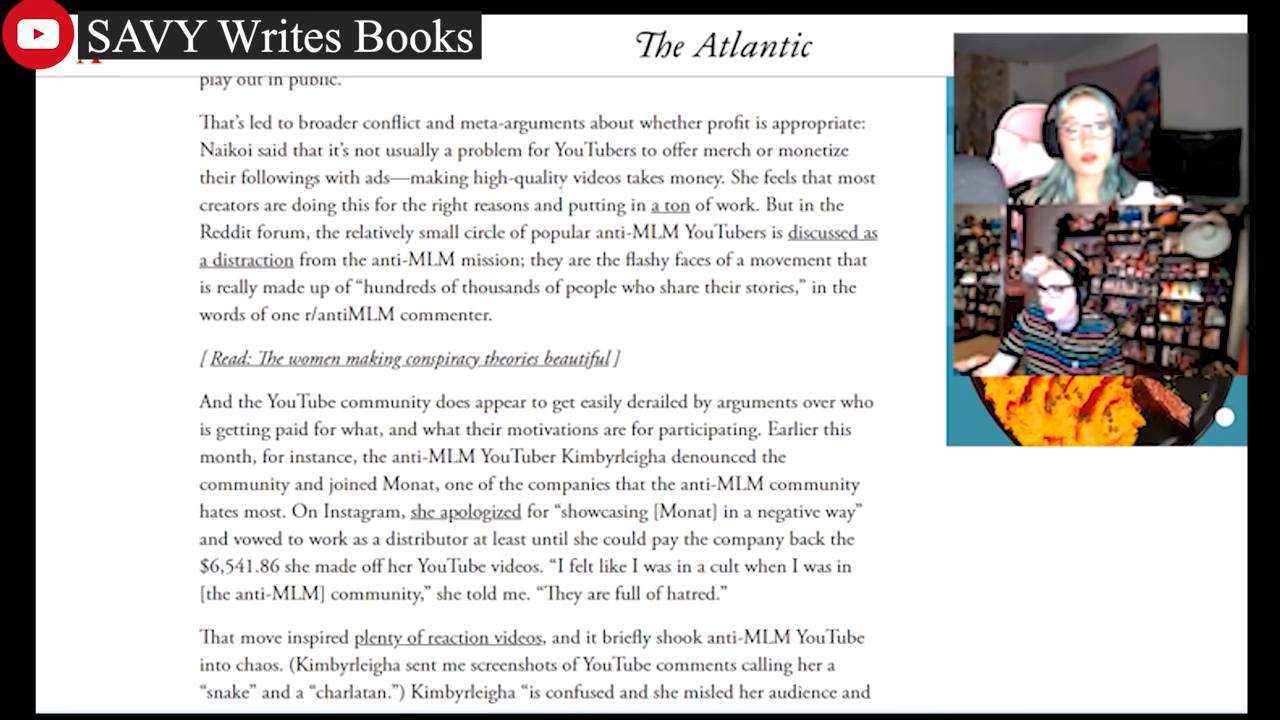 SAVY Writes Books
The Atlantic
play out in public.
That's led to broader conflict and meta-arguments about whether profit is appropriate:
Naikoi said that it's not usually a problem for YouTubers to offer merch or monetize
their followings with ads—making high-quality videos takes money. She feels that most
creators are doing this for the right reasons and putting in a ton of work. But in the
Reddit forum, the relatively small circle of popular anti-MLM YouTubers is discussed as
a distraction from the anti-MLM mission; they are the flashy faces of a movement that
is really made up of “hundreds of thousands of people who share their stories,” in the
words of one r/antiMLM commenter.
[ Read: The women making conspiracy theories beautiful ]
And the YouTube community does appear to get easily derailed by arguments over who
is getting paid for what, and what their motivations are for participating. Earlier this
month, for instance, the anti-MLM YouTuber Kimbyrleigha denounced the
community and joined Monat, one of the companies that the anti-MLM community
hates most. On Instagram, she apologized for “showcasing [Monat] in a negative way”
and vowed to work as a distributor at least until she could pay the company back the
$6,541.86 she made off her YouTube videos. “I felt like I was in a cult when I was in
[the anti-MLM] community,” she told me. “They are full of hatred.”
That move inspired plenty of reaction videos, and it briefly shook anti-MLM YouTube
into chaos. (Kimbyrleigha sent me screenshots of YouTube comments calling her a
“snake” and a “charlatan.”) Kimbyrleigha “is confused and she misled her audience and